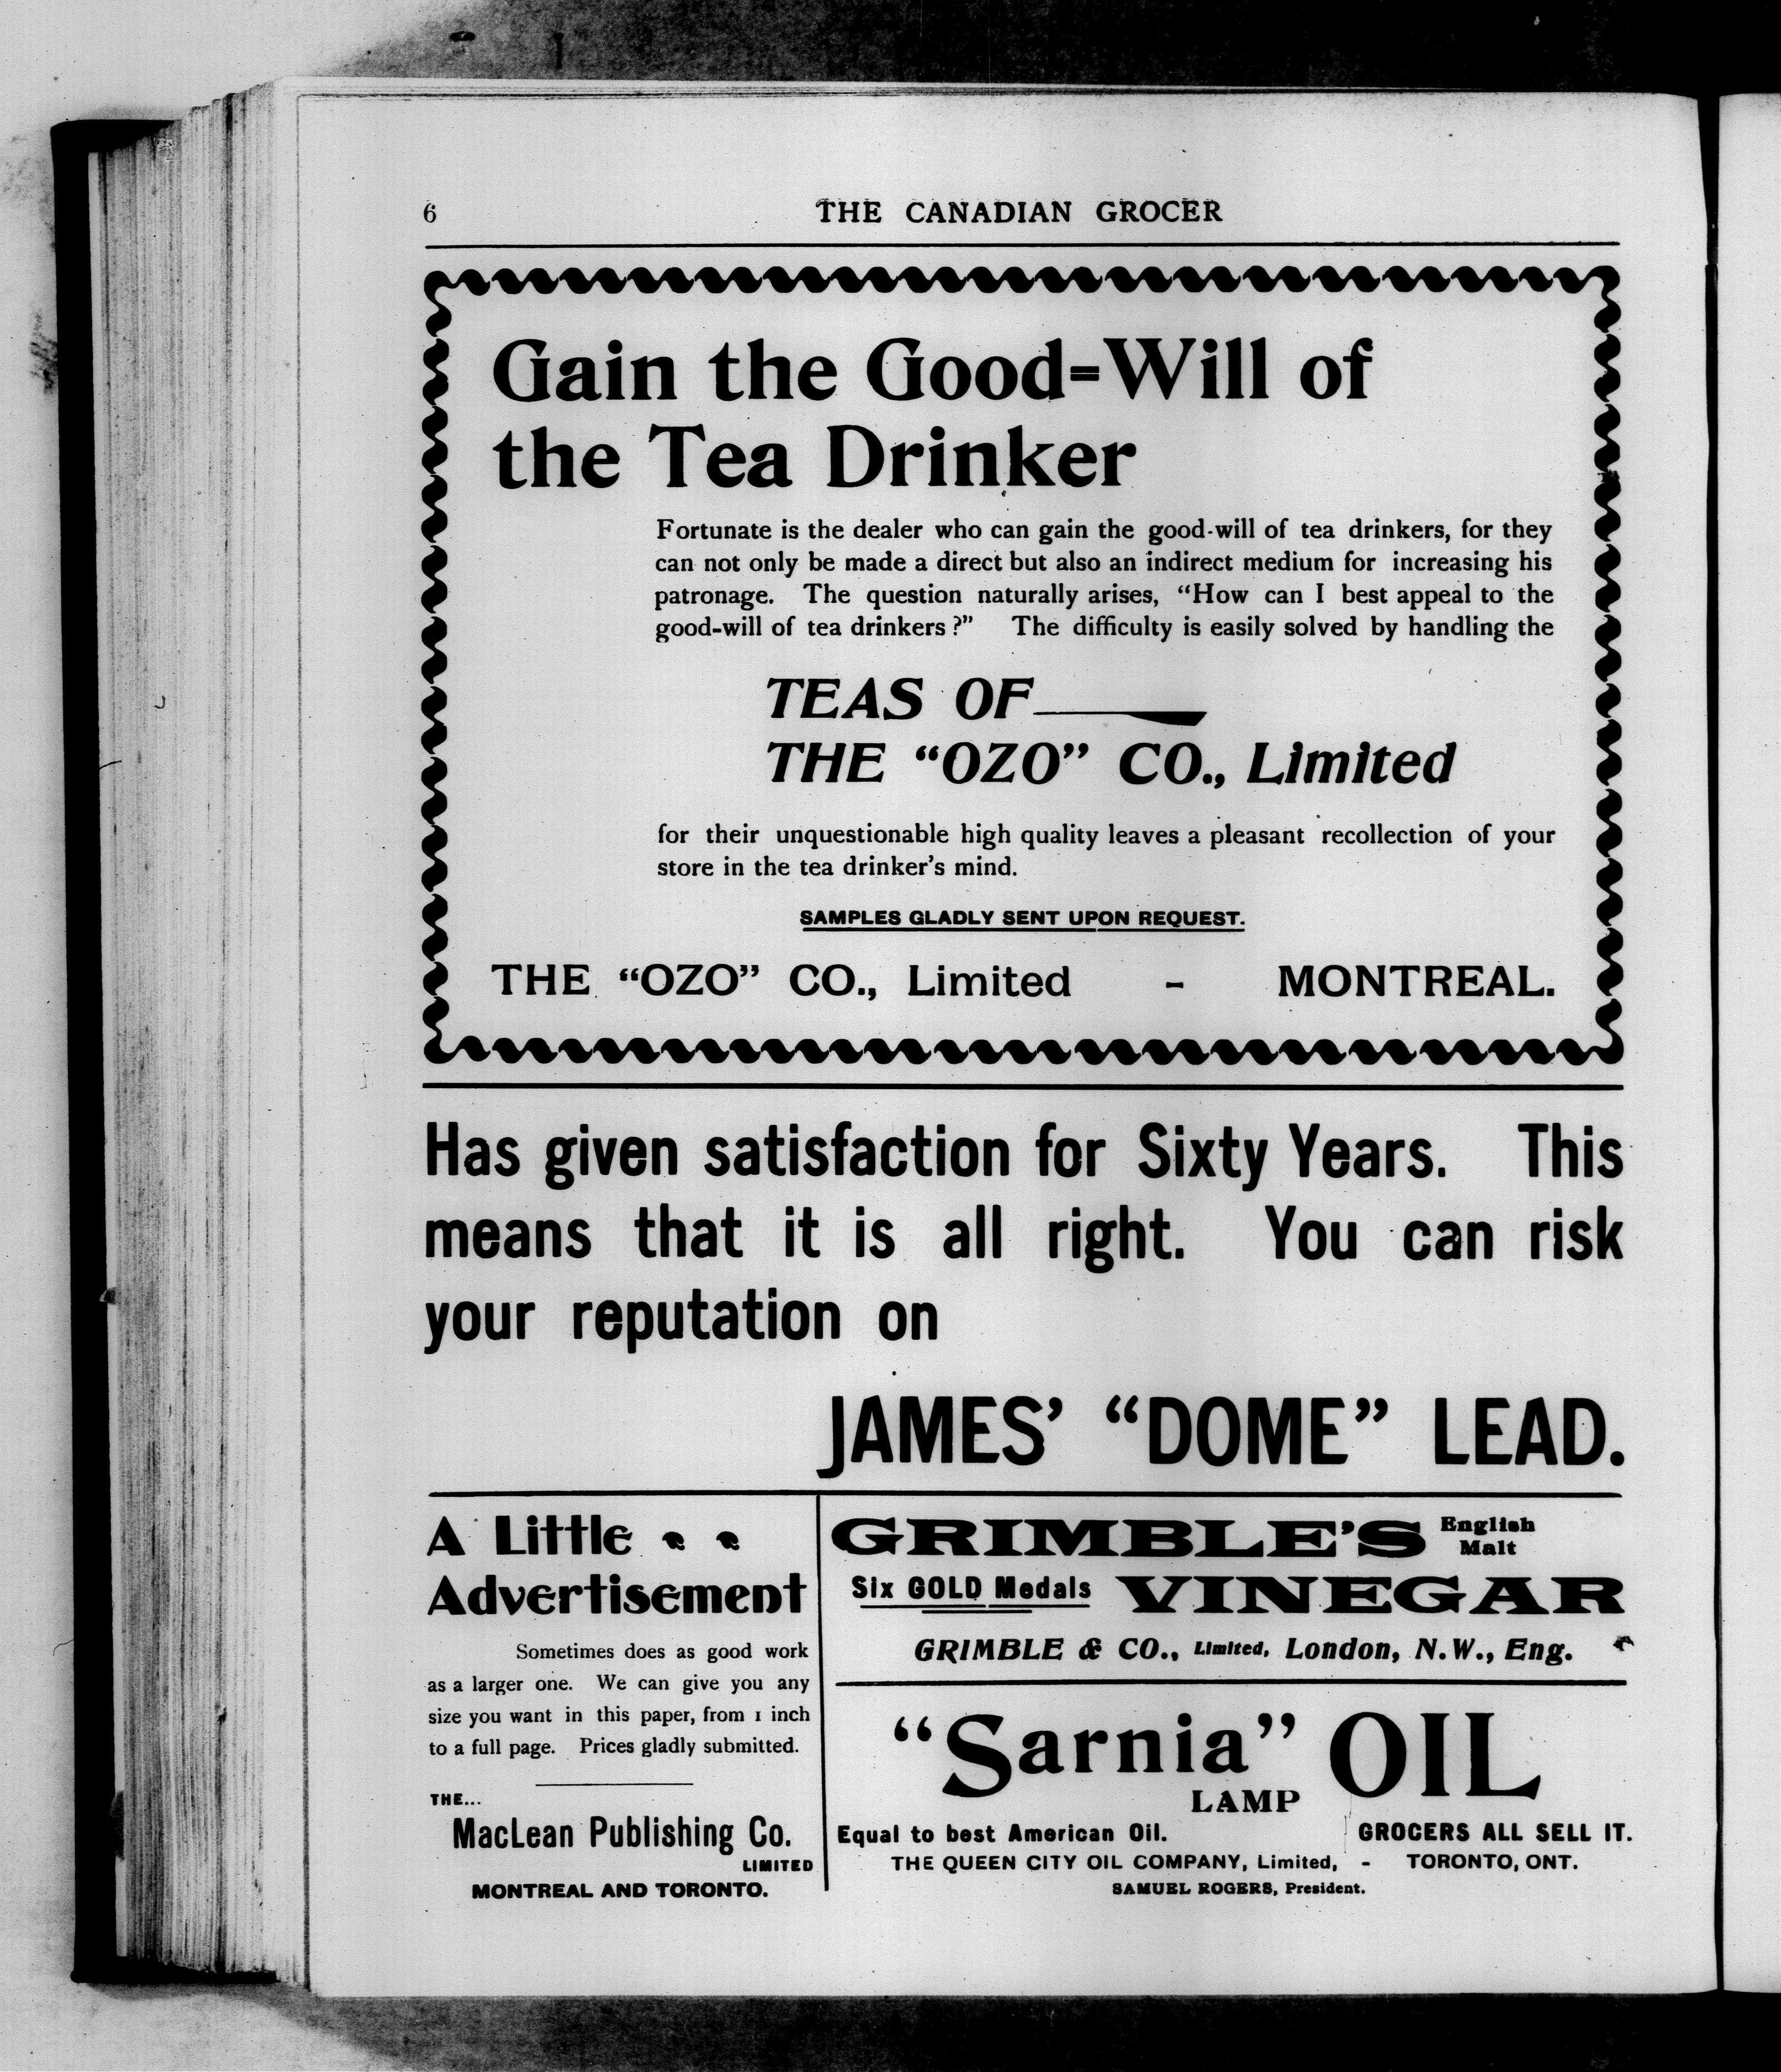 6
THE CANADIAN GROCER
Gain the Good=Will of
the Tea Drinker
Fortunate is the dealer who can gain the good-will of tea drinkers, for they
can not only be made a direct but also an indirect medium for increasing his
patronage. The question naturally arises, “How can I best appeal to the
good-will of tea drinkers?” The difficulty is easily solved by handling the
TEAS OF
THE “OZO” CO., Limited
for their unquestionable high quality leaves a pleasant recollection of your
store in the tea drinker’s mind.
SAMPLES GLADLY SENT UPON REQUEST.
THE “OZO” CO., Limited - MONTREAL.
Has given satisfaction for Sixty Years. This
means that it is all right. You can risk
your reputation on
JAMES’ “DOME” LEAD.
A Little
Advertisement
Sometimes does as good work
as a larger one. We can give you any
size you want in this paper, from 1 inch
to a full page. Prices gladly submitted.
THE...
MacLean Publishing Co.
LIMITED
MONTREAL AND TORONTO.
GRIMBLE’S English
Malt
Six GOLD Medals VINEGAR
GRIMBLE & CO., Limited, London, N.W., Eng.
“Sarnia” OIL
LAMP
Equal to best American Oil. GROCERS ALL SELL IT.
THE QUEEN CITY OIL COMPANY, Limited, - TORONTO, ONT.
SAMUEL ROGERS, President.